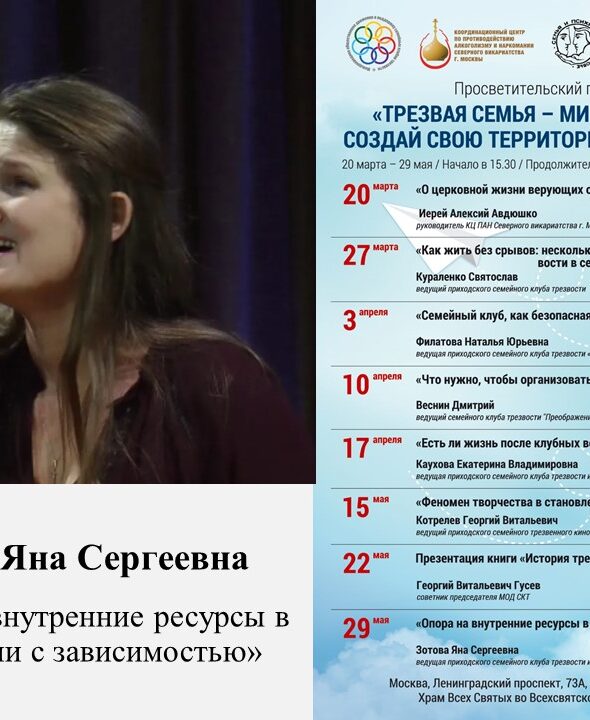 Яна Сергеевна
внутренние ресурсы в
ии с зависимостью»
КООРДИНАЦИОННЫЙ ЦЕНТР
ПО ПРОТИВОДЕЙСТВИЮ
АЛКОГОЛИЗМУ И НАРКОМАНИИ
СЕВЕРНОГО ВИКАРИАТСТВА
Г. МОСКВЫ
Просветительский п
«ТРЕЗВАЯ СЕМЬЯ – МИ
СОЗДАЙ СВОЮ ТЕРРИТОРИ
20 марта – 29 мая / Начало в 15.30 / Продолжител
20 марта
«О церковной жизни верующих с
Иерей Алексий Авдюшко
руководитель КЦ ПАН Северного викариатства г. М
27 марта
«Как жить без срывов: несколько
вости в се
Кураленко Святослав
ведущий приходского семейного клуба трезвости
3 апреля
«Семейный клуб, как безопасная
Филатова Наталья Юрьевна
ведущая приходского семейного клуба трезвости «
10 апреля
«Что нужно, чтобы организовать
Веснин Дмитрий
ведущий семейного клуба трезвости "Преображени
17 апреля
«Есть ли жизнь после клубных вс
Каухова Екатерина Владимировна
ведущая приходского семейного клуба трезвости и
15 мая
«Феномен творчества в становле
Котрелев Георгий Витальевич
ведущий приходского семейного трезвенного кино
22 мая
Презентация книги «История тре
Георгий Витальевич Гусев
советник председателя МОД СКТ
29 мая
«Опора на внутренние ресурсы в
Зотова Яна Сергеевна
ведущая приходского семейного клуба трезвости и
Москва, Ленинградский проспект, 73А,
Храм Всех Святых во Всехсвятско